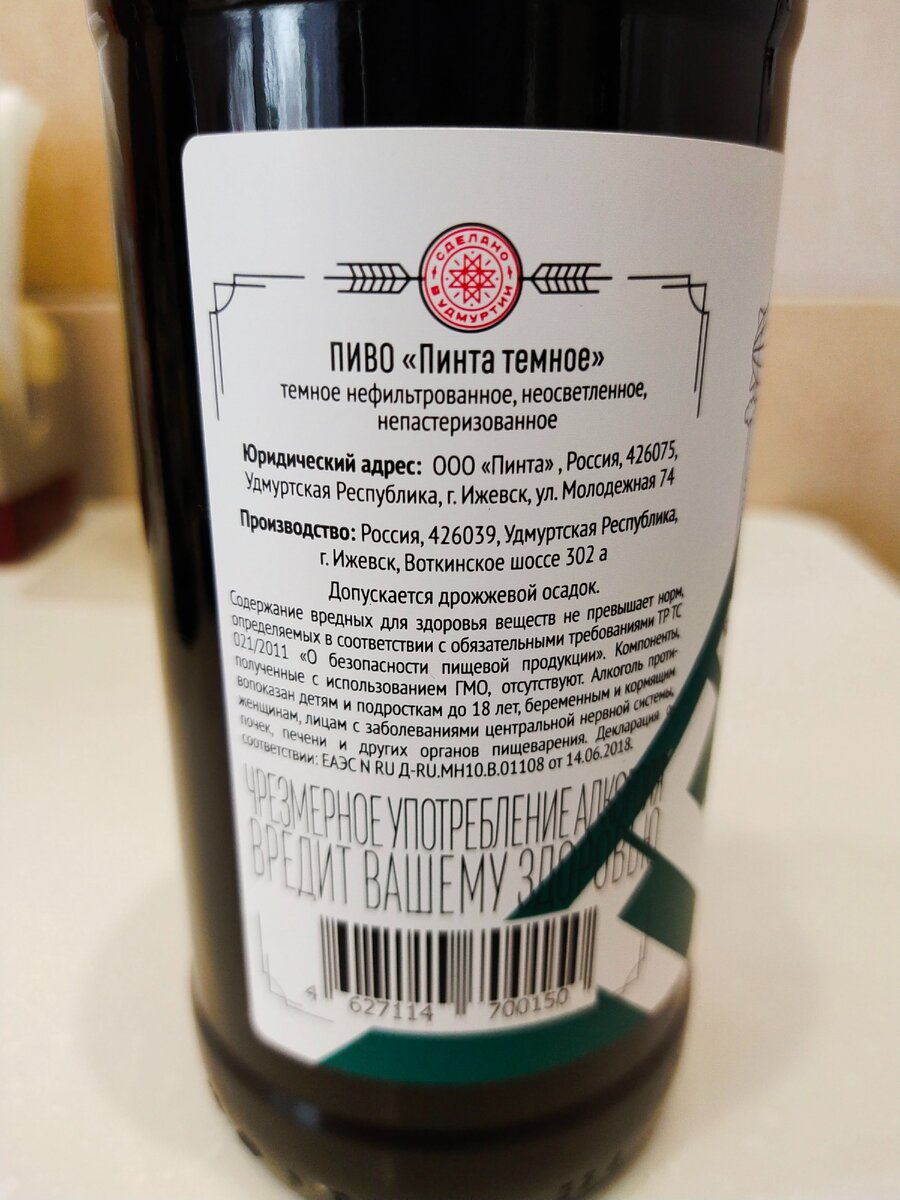 СДЕЛАНО
В УДМУРТИИ
ПИВО «Пинта темное»
темное нефильтрованное, неосветленное,
непастеризованное
Юридический адрес: ООО «Пинта» , Россия, 426075,
Удмуртская Республика, г. Ижевск, ул. Молодежная 74
Производство: Россия, 426039, Удмуртская Республика,
г. Ижевск, Воткинское шоссе 302 а
Допускается дрожжевой осадок.
Содержание вредных для здоровья веществ не превышает норм,
определяемых в соответствии с обязательными требованиями ТР ТС
021/2011 «О безопасности пищевой продукции». Компоненты,
полученные с использованием ГМО, отсутствуют. Алкоголь проти-
вопоказан детям и подросткам до 18 лет, беременным и кормящим
женщинам, лицам с заболеваниями центральной нервной системы,
почек, печени и других органов пищеварения. Декларация о
соответствии: ЕАЭС N RU Д-RU.МН10.В.01108 от 14.06.2018.
ЧРЕЗМЕРНОЕ УПОТРЕБЛЕНИЕ АЛКОГОЛЯ
ВРЕДИТ ВАШЕМУ ЗДОРОВЬЮ
4 627114 700150